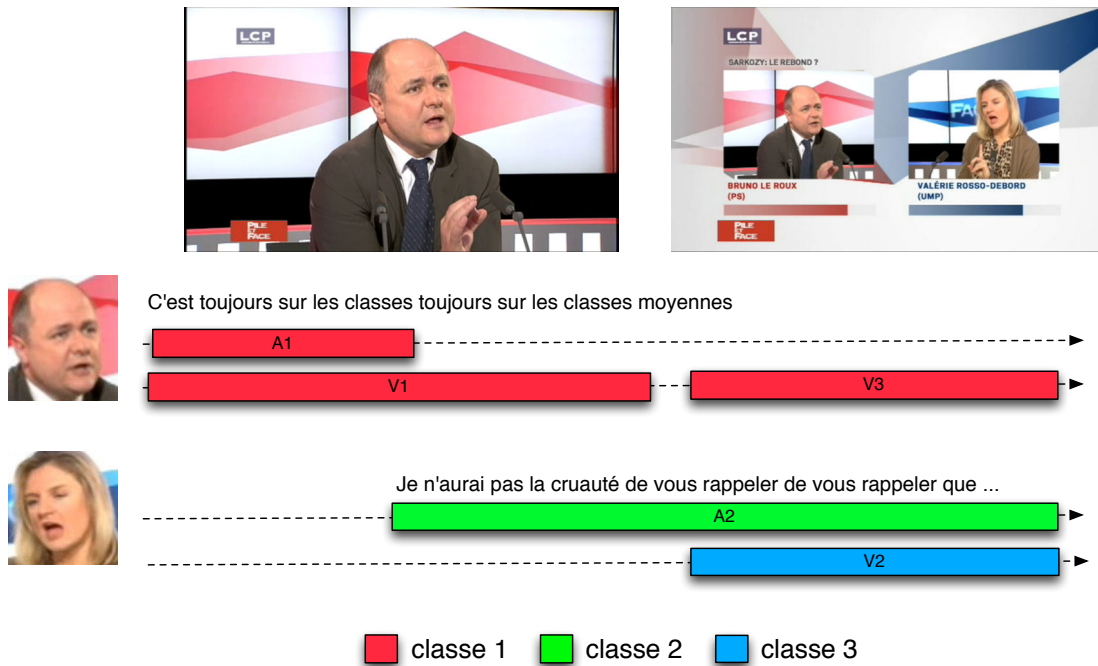 LCP
PILE
ET
FACE
LCP
SARKOZY: LE REBOND ?
FAC
BRUNO LE ROUX
(PS)
VALÉRIE ROSSO-DEBORD
(UMP)
PILE
ET
FACE
C'est toujours sur les classes toujours sur les classes moyennes
A1
V1
V3
Je n'aurai pas la cruauté de vous rappeler de vous rappeler que ...
A2
V2
classe 1
classe 2
classe 3